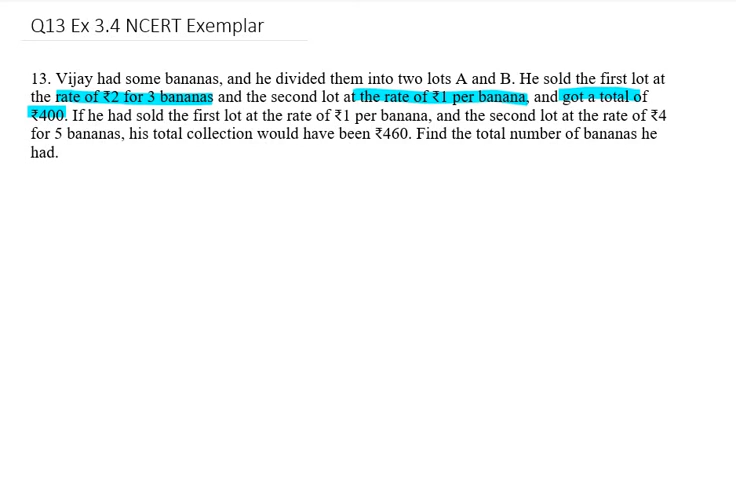 Q13 Ex 3.4 NCERT Exemplar
13. Vijay had some bananas, and he divided them into two lots A and B. He sold the first lot at
the rate of ₹2 for 3 bananas and the second lot at the rate of ₹1 per banana, and got a total of
₹400. If he had sold the first lot at the rate of ₹1 per banana, and the second lot at the rate of ₹4
for 5 bananas, his total collection would have been ₹460. Find the total number of bananas he
had.